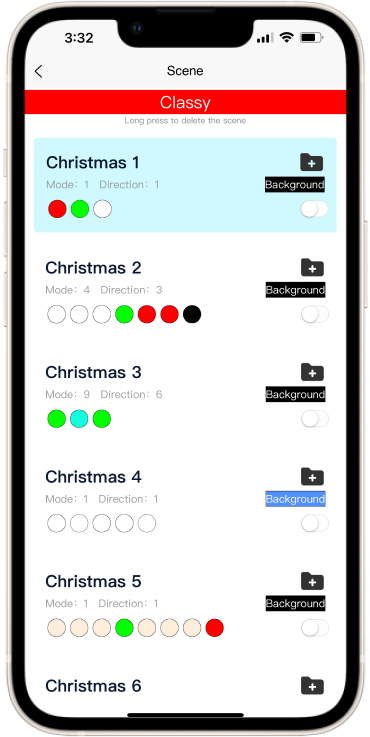 3:32
Scene
Classy
Long press to delete the scene
Christmas 1
Mode: 1 Direction: 1
Background
Christmas 2
Mode: 4 Direction: 3
Background
Christmas 3
Mode: 9 Direction: 6
Background
Christmas 4
Mode: 1 Direction: 1
Background
Christmas 5
Mode: 1 Direction: 1
Background
Christmas 6